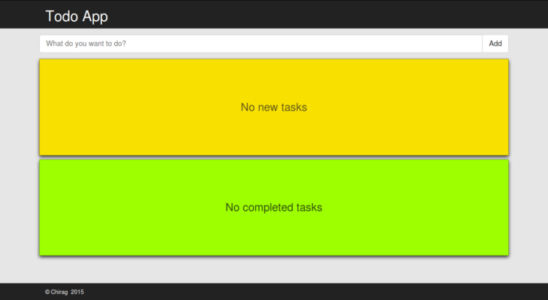 Todo App
What do you want to do?
Add
No new tasks
No completed tasks
© Chirag 2015